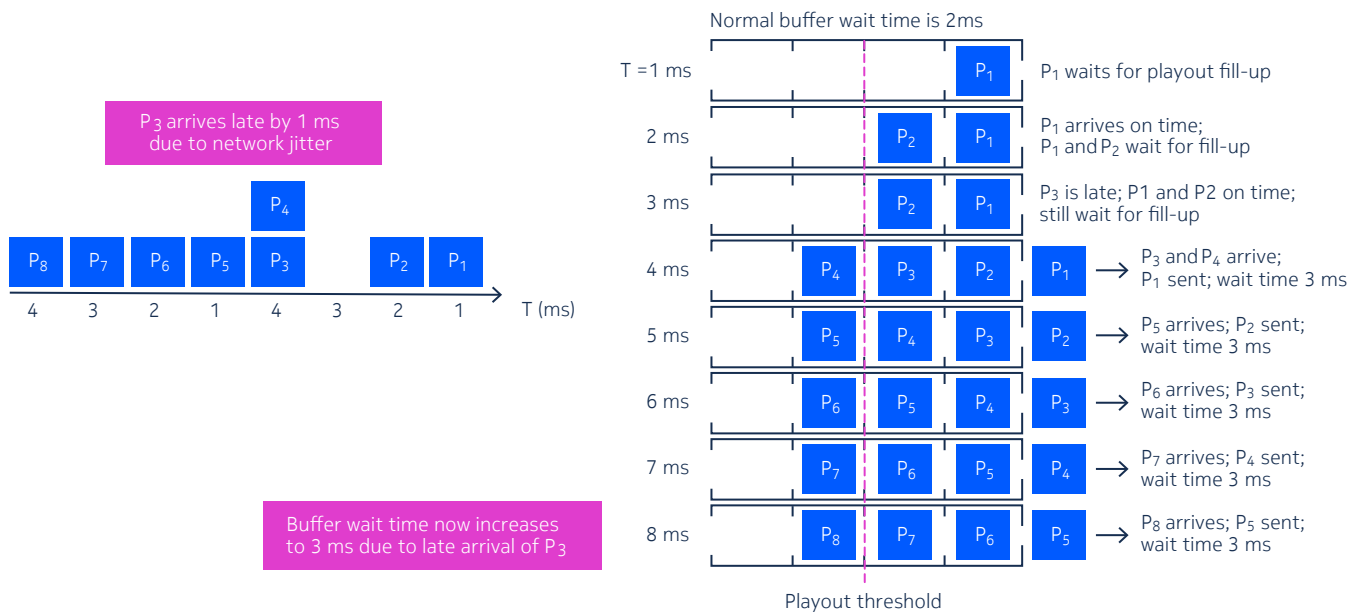 P3 arrives late by 1 ms
due to network jitter
P4
P8 P7 P6 P5 P3 P2 P1
4 3 2 1 4 3 2 1 T (ms)
Buffer wait time now increases
to 3 ms due to late arrival of P3
Normal buffer wait time is 2ms
T =1 ms P1 P1 waits for playout fill-up
2 ms P2 P1 P1 arrives on time;
P1 and P2 wait for fill-up
3 ms P2 P1 P3 is late; P1 and P2 on time;
still wait for fill-up
4 ms P4 P3 P2 P1 P3 and P4 arrive;
P1 sent; wait time 3 ms
5 ms P5 P4 P3 P2 P5 arrives; P2 sent;
wait time 3 ms
6 ms P6 P5 P4 P3 P6 arrives; P3 sent;
wait time 3 ms
7 ms P7 P6 P5 P4 P7 arrives; P4 sent;
wait time 3 ms
8 ms P8 P7 P6 P5 P8 arrives; P5 sent;
wait time 3 ms
Playout threshold